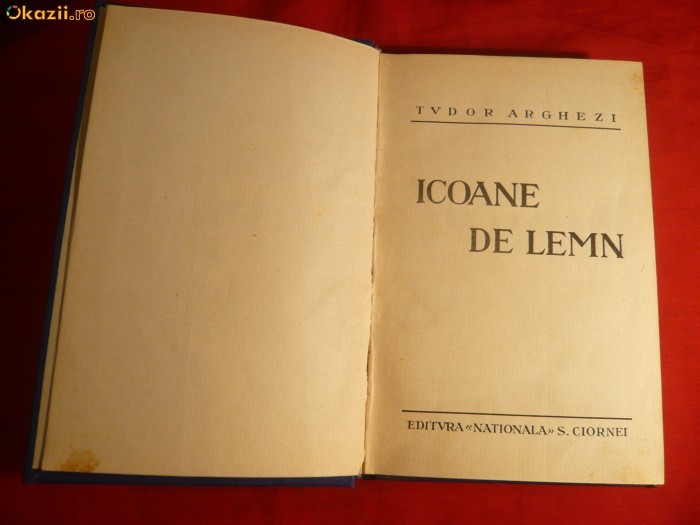 Okazii.ro
TVDOR ARGHEZI
ICOANE
DE LEMN
EDITVRA «NATIONALA» S. CIORNEI